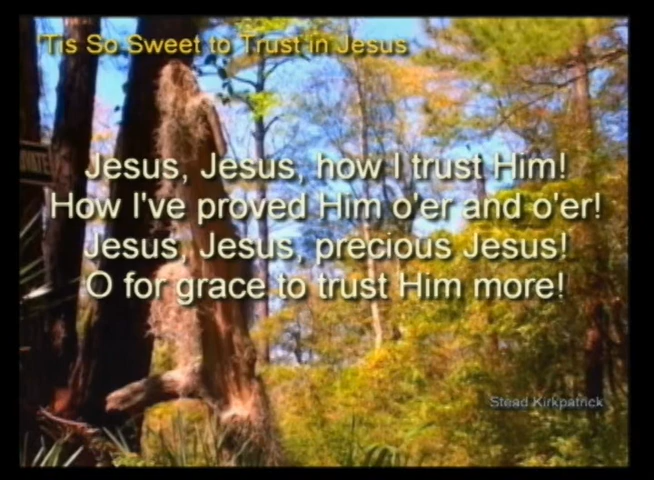 'Tis So Sweet to Trust in Jesus
Jesus, Jesus, how I trust Him!
How I've proved Him o'er and o'er!
Jesus, Jesus, precious Jesus!
O for grace to trust Him more!
Stead Kirkpatrick